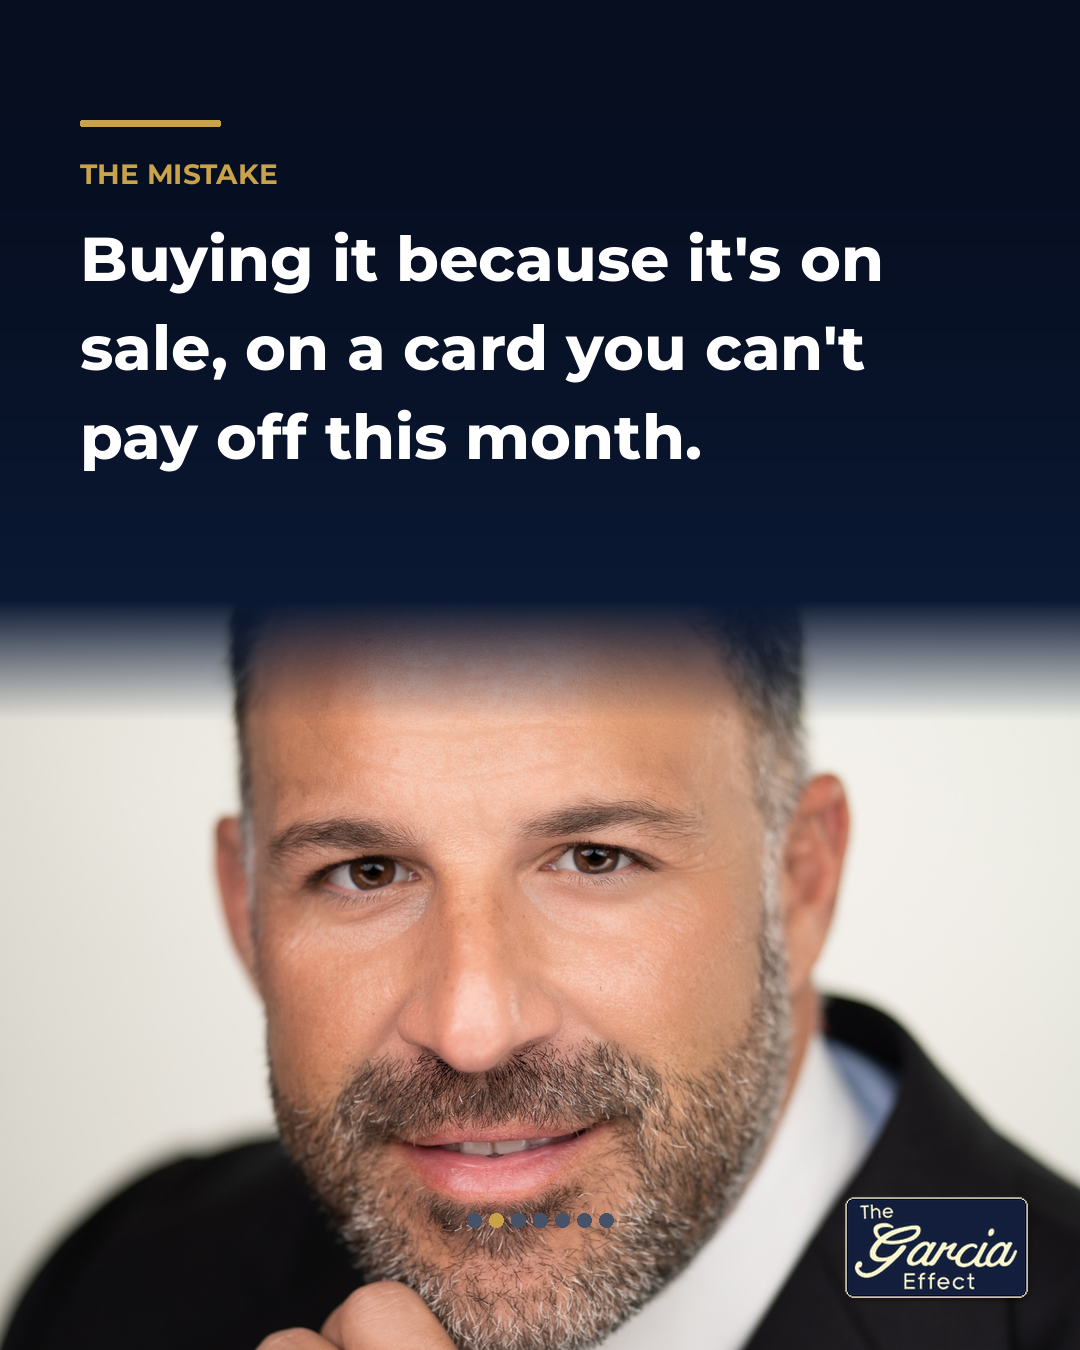 THE MISTAKE
Buying it because it's on
sale, on a card you can't
pay off this month.
The
Garcia
Effect